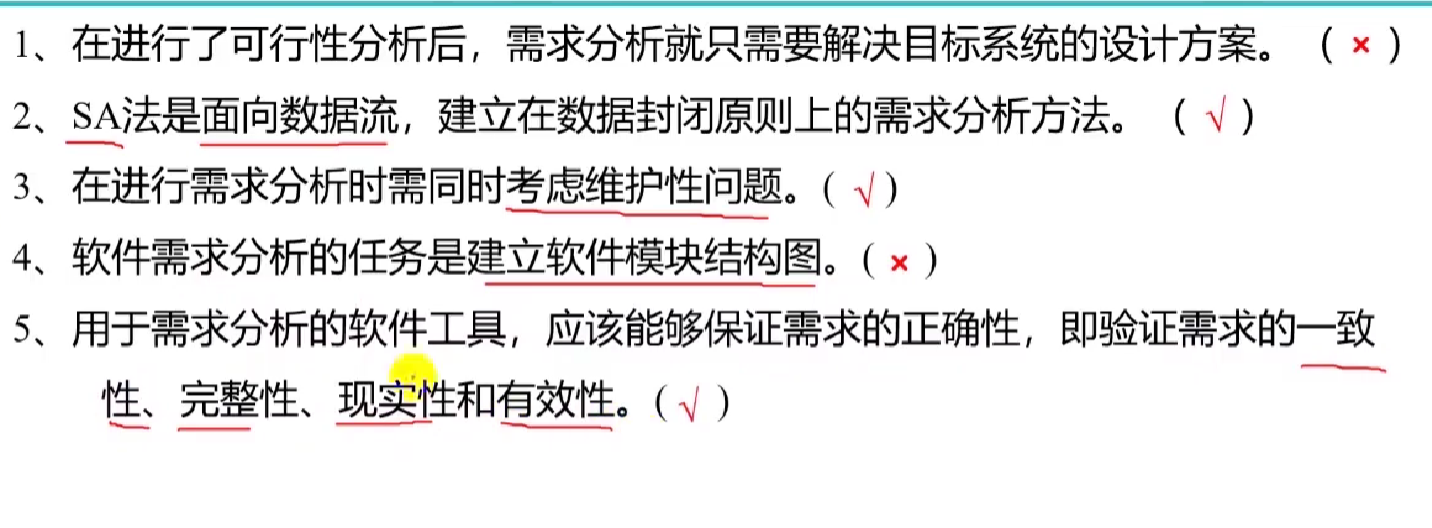 1、在进行了可行性分析后，需求分析就只需要解决目标系统的设计方案。（×）
2、SA法是面向数据流，建立在数据封闭原则上的需求分析方法。（√）
3、在进行需求分析时需同时考虑维护性问题。(√)
4、软件需求分析的任务是建立软件模块结构图。(×)
5、用于需求分析的软件工具，应该能够保证需求的正确性，即验证需求的一致
性、完整性、现实性和有效性。(√)